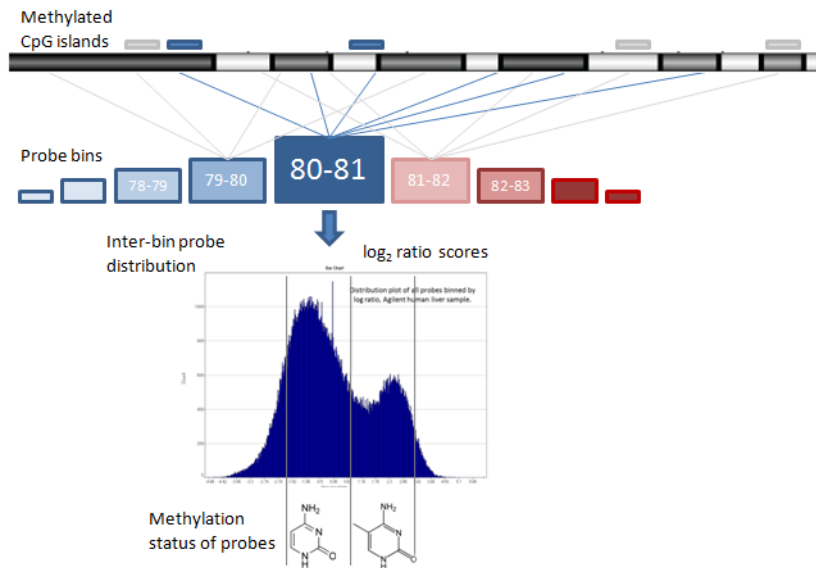 Methylated
CpG islands
Probe bins
78-79
79-80
80-81
81-82
82-83
Inter-bin probe
distribution
log₂ ratio scores
Distribution plot of all probes binned by
log ratio, Agilent human liver sample.
Count
Methylation
status of probes
NH₂
N
N
H
O
NH₂
N
N
H
O